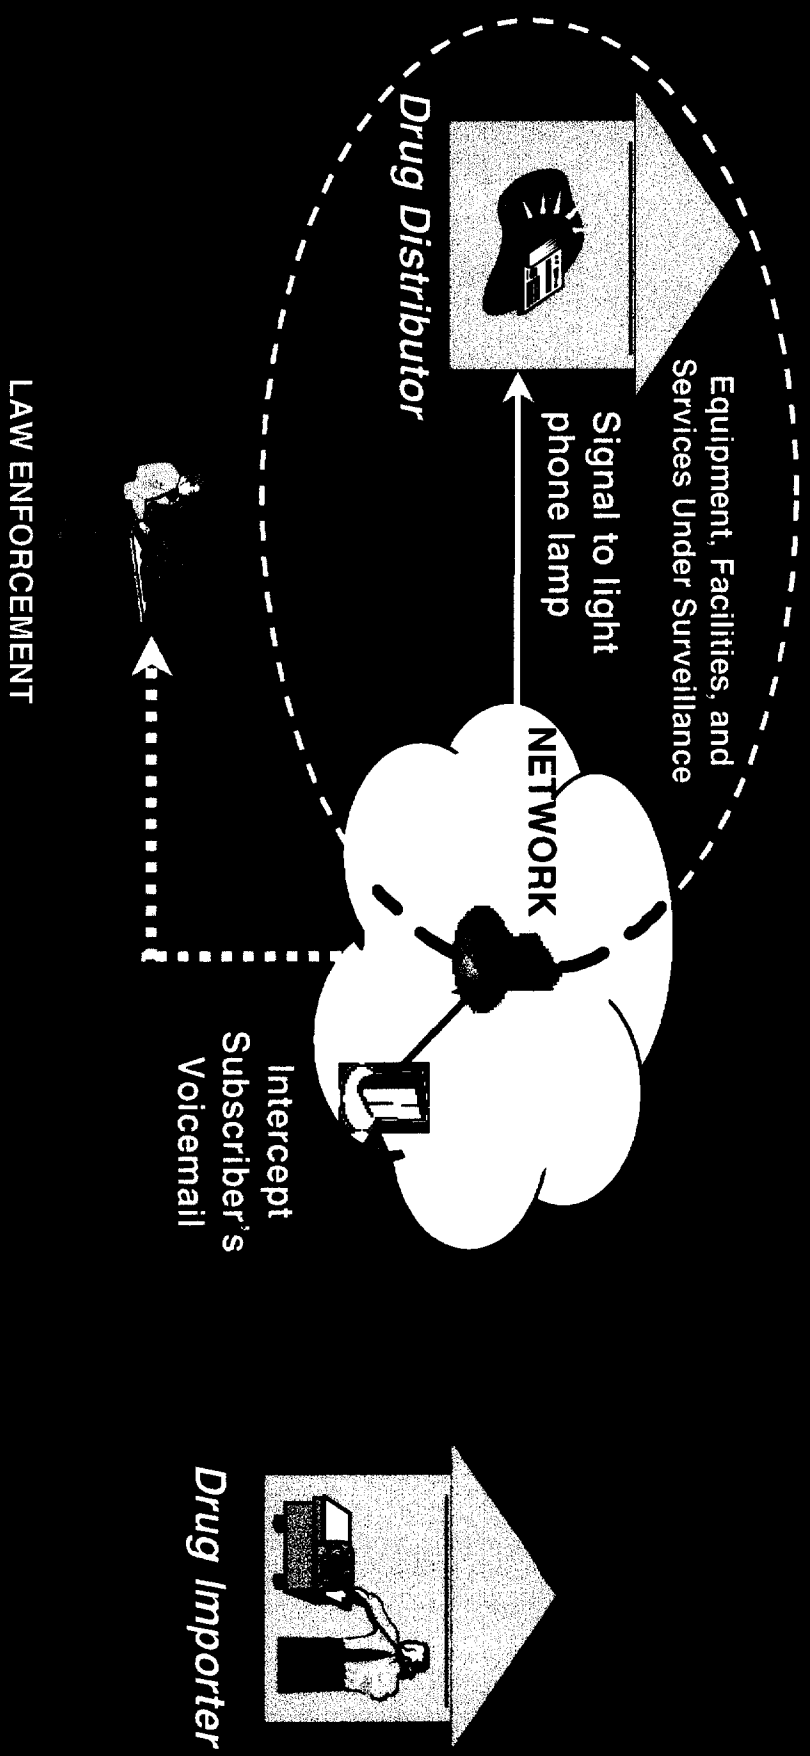 Equipment, Facilities, and
Services Under Surveillance
Signal to light
phone lamp
NETWORK
Drug Distributor
Intercept
Subscriber's
Voicemail
Drug Importer
LAW ENFORCEMENT